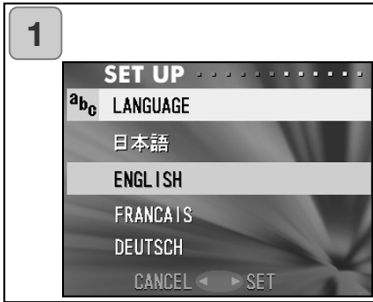 1
SET UP
abc LANGUAGE
日本語
ENGLISH
FRANCAIS
DEUTSCH
CANCEL ◀ ▶ SET